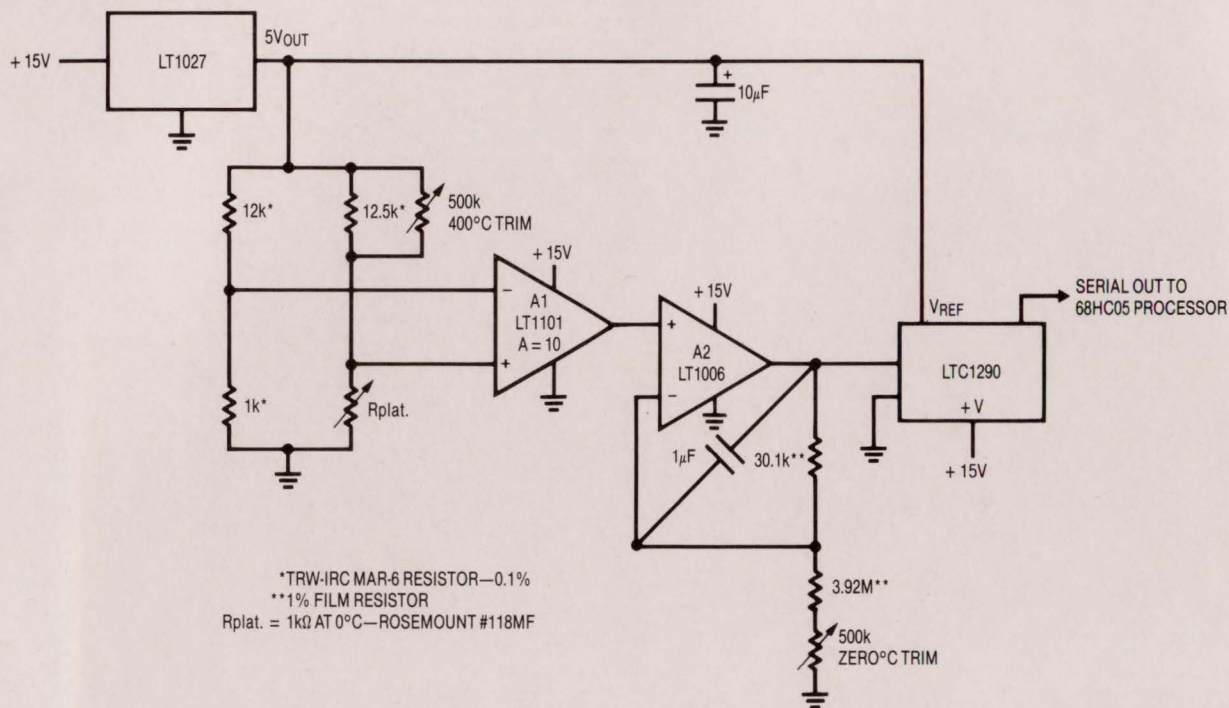 + 15V
LT1027
5VOUT
+
10µF
12k*
12.5k*
500k
400°C TRIM
+ 15V
−
A1
LT1101
A = 10
+
+ 15V
+
A2
LT1006
−
VREF
SERIAL OUT TO
68HC05 PROCESSOR
LTC1290
+ V
+ 15V
1k*
Rplat.
1µF
30.1k**
3.92M**
500k
ZERO°C TRIM
*TRW-IRC MAR-6 RESISTOR—0.1%
**1% FILM RESISTOR
Rplat. = 1kΩ AT 0°C—ROSEMOUNT #118MF